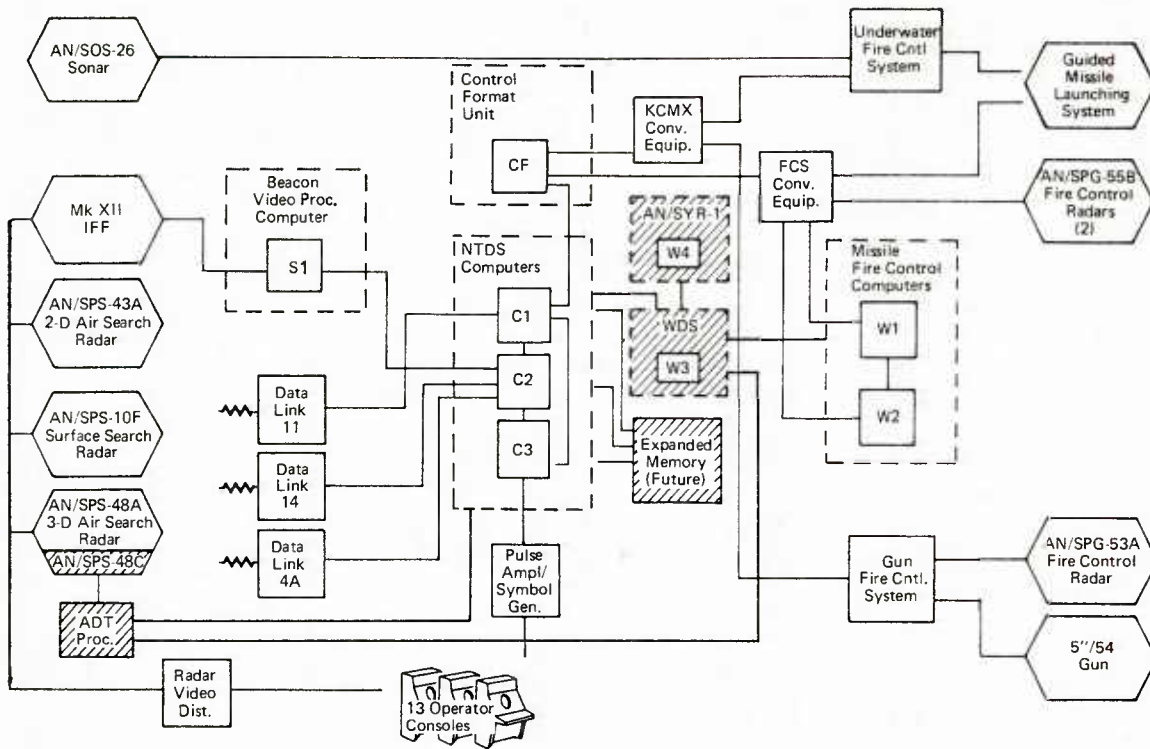 AN/SQS-26
Sonar
Underwater
Fire Cntl
System
Guided
Missile
Launching
System
Control
Format
Unit
CF
KCMX
Conv.
Equip.
FCS
Conv.
Equip.
AN/SPG-55B
Fire Control
Radars
(2)
Mk XII
IFF
Beacon
Video Proc.
Computer
S1
AN/SYR-1
W4
NTDS
Computers
C1
C2
C3
WDS
W3
Missile
Fire Control
Computers
W1
W2
AN/SPS-43A
2-D Air Search
Radar
AN/SPS-10F
Surface Search
Radar
AN/SPS-48A
3-D Air Search
Radar
AN/SPS-48C
Data
Link
11
Data
Link
14
Data
Link
4A
Expanded
Memory
(Future)
Pulse
Ampl/
Symbol
Gen.
Gun
Fire Cntl.
System
AN/SPG-53A
Fire Control
Radar
5"/54
Gun
ADT
Proc.
Radar
Video
Dist.
13 Operator
Consoles